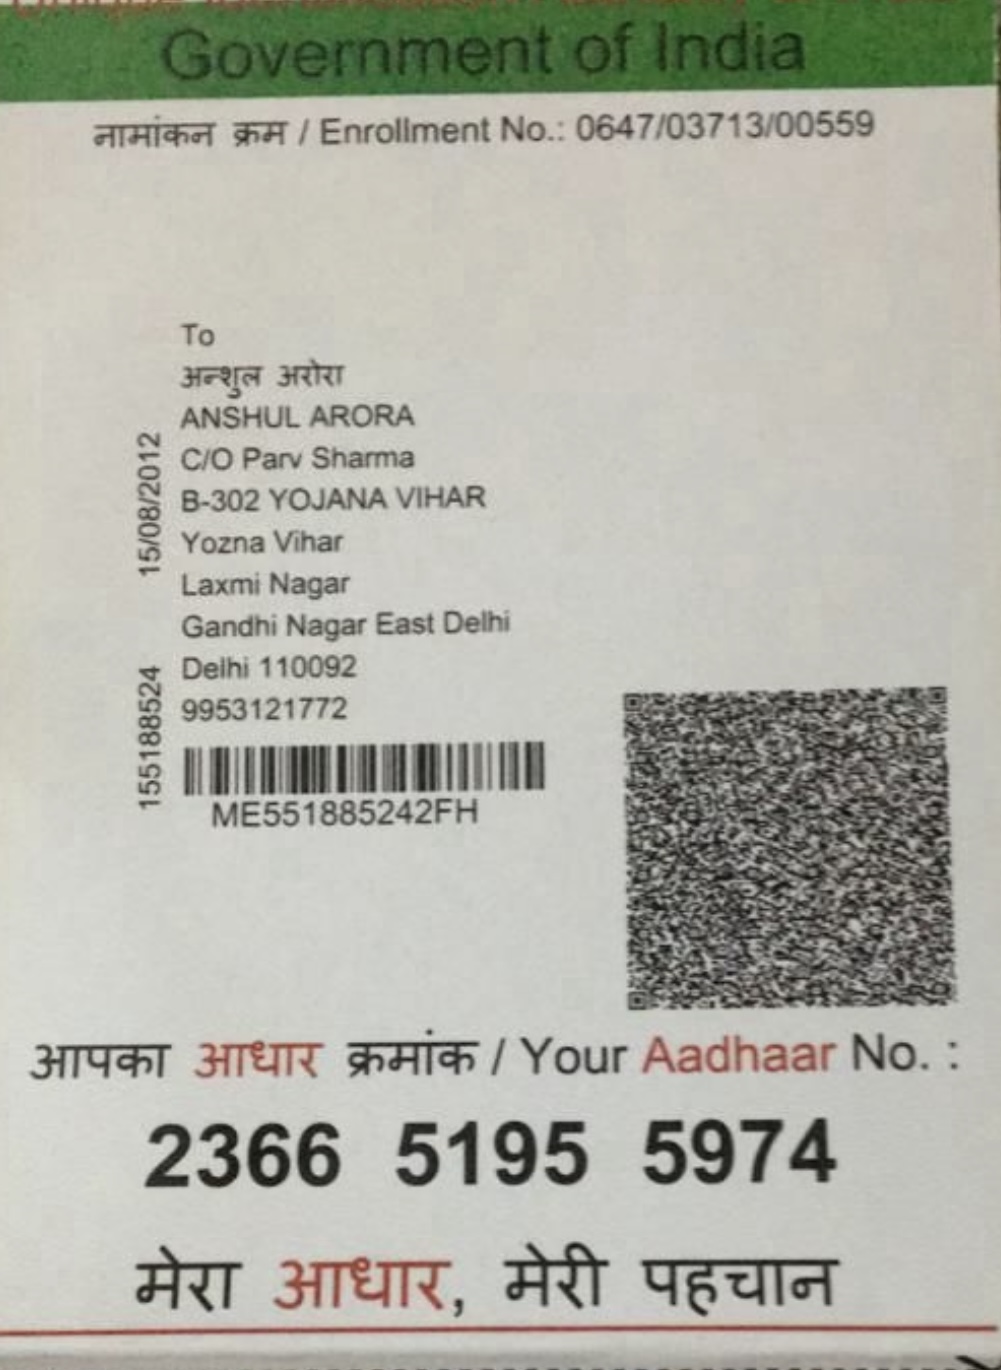 Government of India
नामांकन क्रम / Enrollment No.: 0647/03713/00559
To
अन्शुल अरोरा
ANSHUL ARORA
C/O Parv Sharma
B-302 YOJANA VIHAR
Yozna Vihar
Laxmi Nagar
Gandhi Nagar East Delhi
Delhi 110092
9953121772
15/08/2012
155188524
ME551885242FH
आपका आधार क्रमांक / Your Aadhaar No. :
2366 5195 5974
मेरा आधार, मेरी पहचान